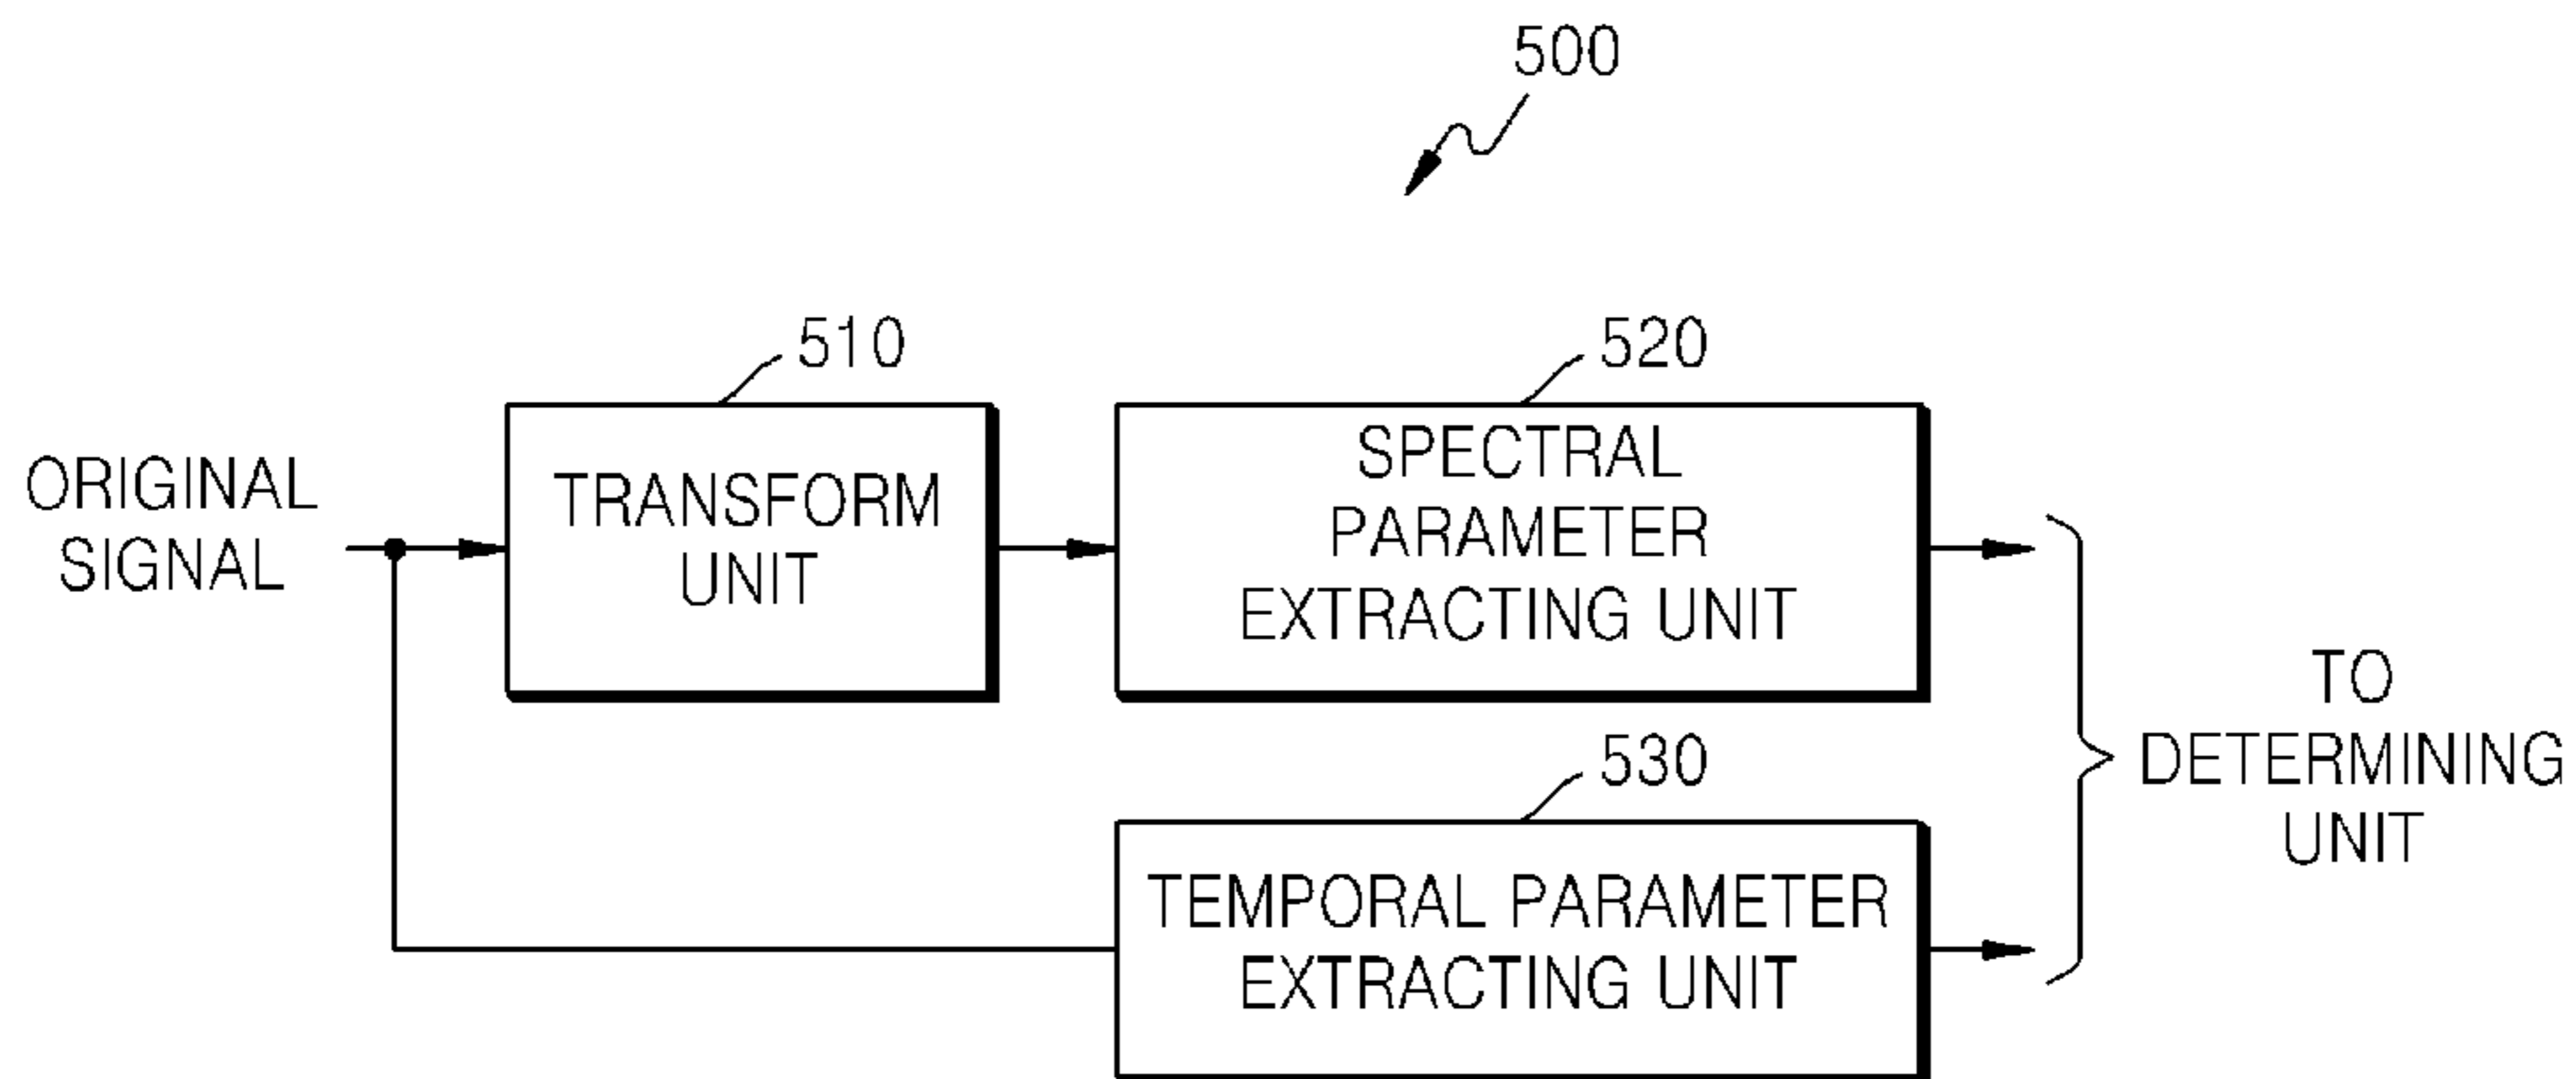 500
510
520
ORIGINAL
SIGNAL
TRANSFORM
UNIT
SPECTRAL
PARAMETER
EXTRACTING UNIT
530
TEMPORAL PARAMETER
EXTRACTING UNIT
TO
DETERMINING
UNIT